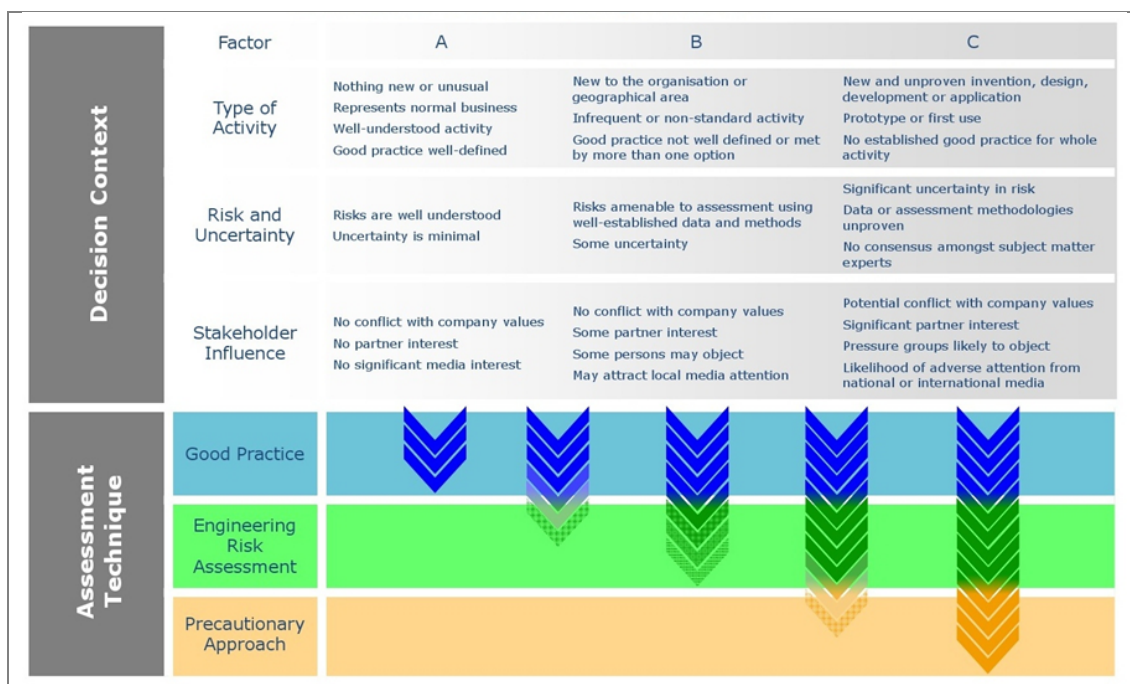 Decision Context
Factor
A
B
C
Type of
Activity
Nothing new or unusual
Represents normal business
Well-understood activity
Good practice well-defined
New to the organisation or
geographical area
Infrequent or non-standard activity
Good practice not well defined or met
by more than one option
New and unproven invention, design,
development or application
Prototype or first use
No established good practice for whole
activity
Risk and
Uncertainty
Risks are well understood
Uncertainty is minimal
Risks amenable to assessment using
well-established data and methods
Some uncertainty
Significant uncertainty in risk
Data or assessment methodologies
unproven
No consensus amongst subject matter
experts
Stakeholder
Influence
No conflict with company values
No partner interest
No significant media interest
No conflict with company values
Some partner interest
Some persons may object
May attract local media attention
Potential conflict with company values
Significant partner interest
Pressure groups likely to object
Likelihood of adverse attention from
national or international media
Assessment
Technique
Good Practice
Engineering
Risk
Assessment
Precautionary
Approach